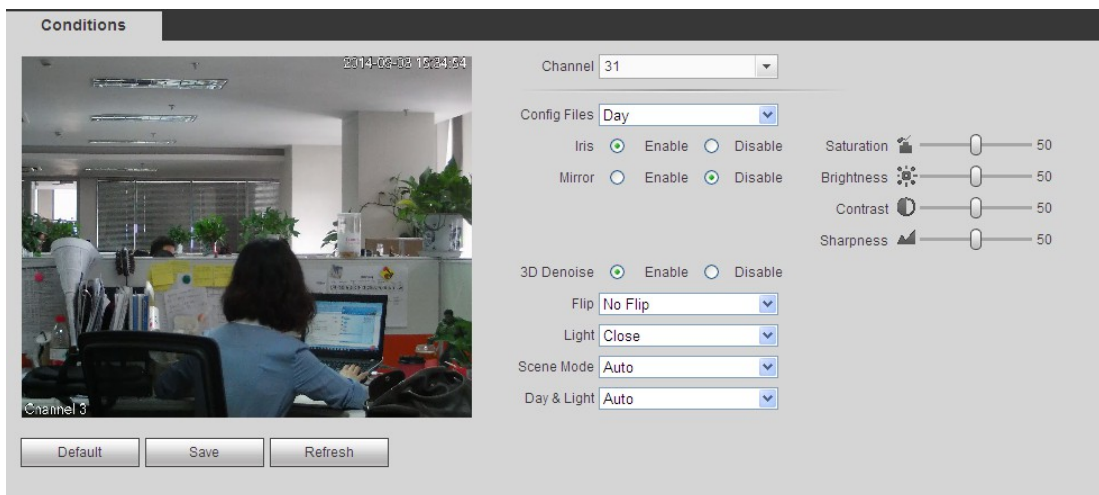 Conditions
2014-03-03 15:34:54
Channel 31
Config Files Day
Iris Enable Disable
Saturation 50
Mirror Enable Disable
Brightness 50
Contrast 50
Sharpness 50
3D Denoise Enable Disable
Flip No Flip
Light Close
Scene Mode Auto
Day & Light Auto
Channel 3
Default Save Refresh